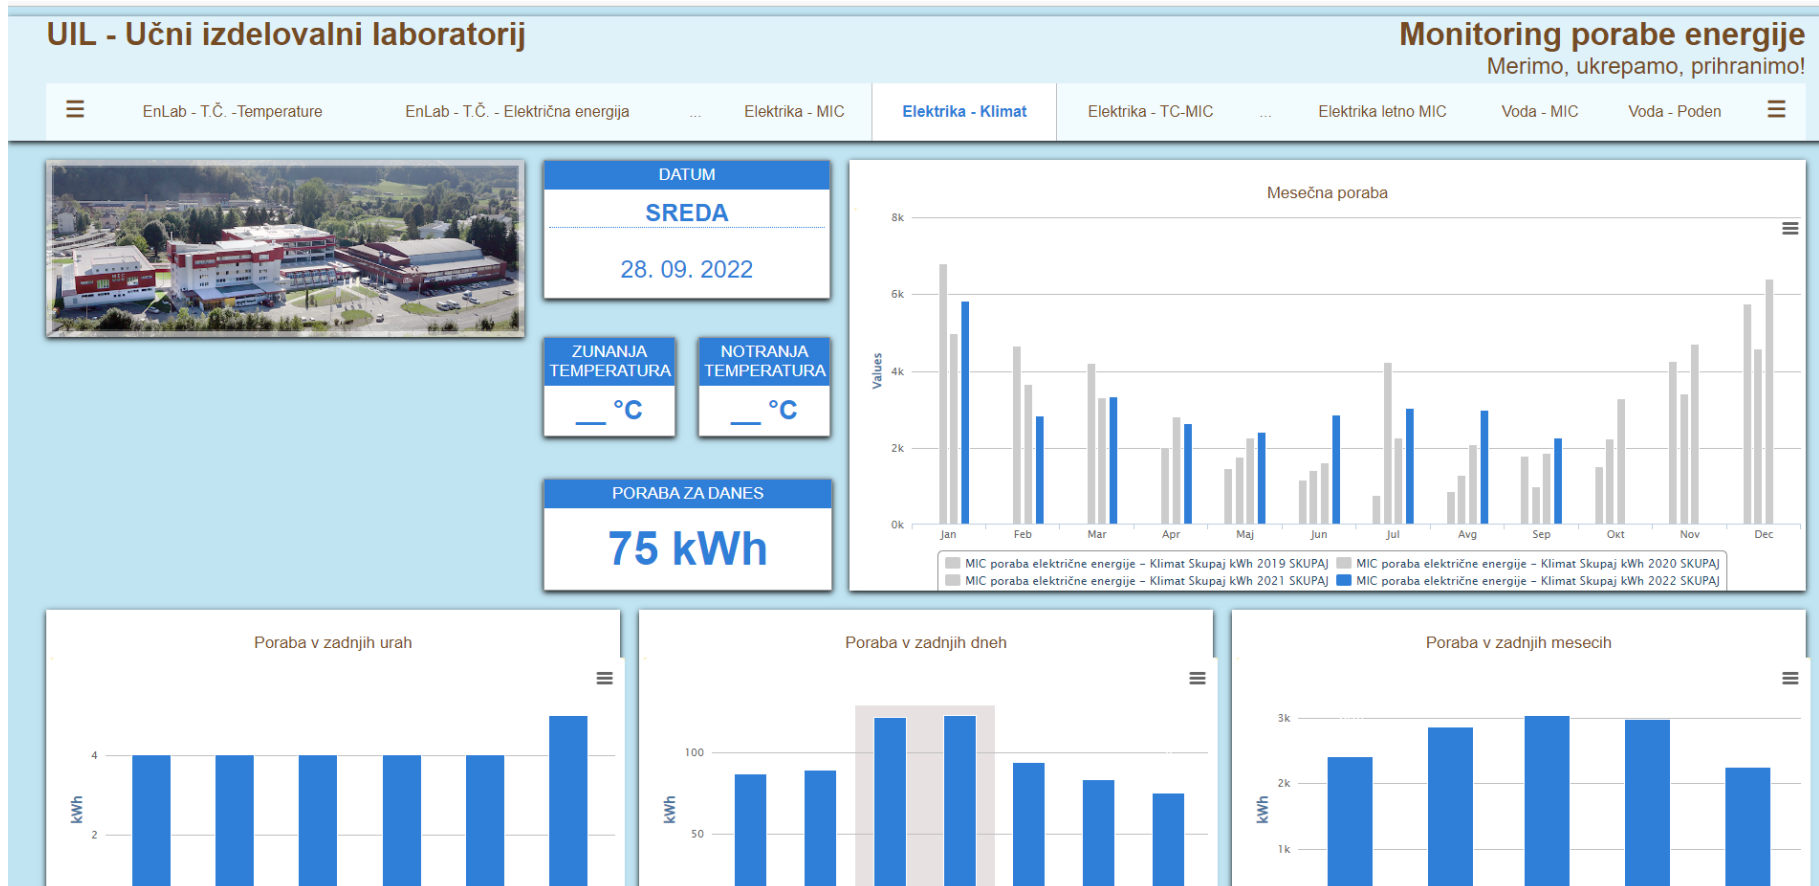 UIL - Učni izdelovalni laboratorij
Monitoring porabe energije
Merimo, ukrepamo, prihranimo!
EnLab - T.Č. -Temperature
EnLab - T.Č. - Električna energija
...
Elektrika - MIC
Elektrika - Klimat
Elektrika - TC-MIC
...
Elektrika letno MIC
Voda - MIC
Voda - Poden
DATUM
SREDA
28. 09. 2022
ZUNANJA
TEMPERATURA
__ °C
NOTRANJA
TEMPERATURA
__ °C
PORABA ZA DANES
75 kWh
Mesečna poraba
Values
8k
6k
4k
2k
0k
Jan Feb Mar Apr Maj Jun Jul Avg Sep Okt Nov Dec
MIC poraba električne energije – Klimat Skupaj kWh 2019 SKUPAJ
MIC poraba električne energije – Klimat Skupaj kWh 2020 SKUPAJ
MIC poraba električne energije – Klimat Skupaj kWh 2021 SKUPAJ
MIC poraba električne energije – Klimat Skupaj kWh 2022 SKUPAJ
Poraba v zadnjih urah
kWh
4
2
Poraba v zadnjih dneh
kWh
100
50
Poraba v zadnjih mesecih
kWh
3k
2k
1k